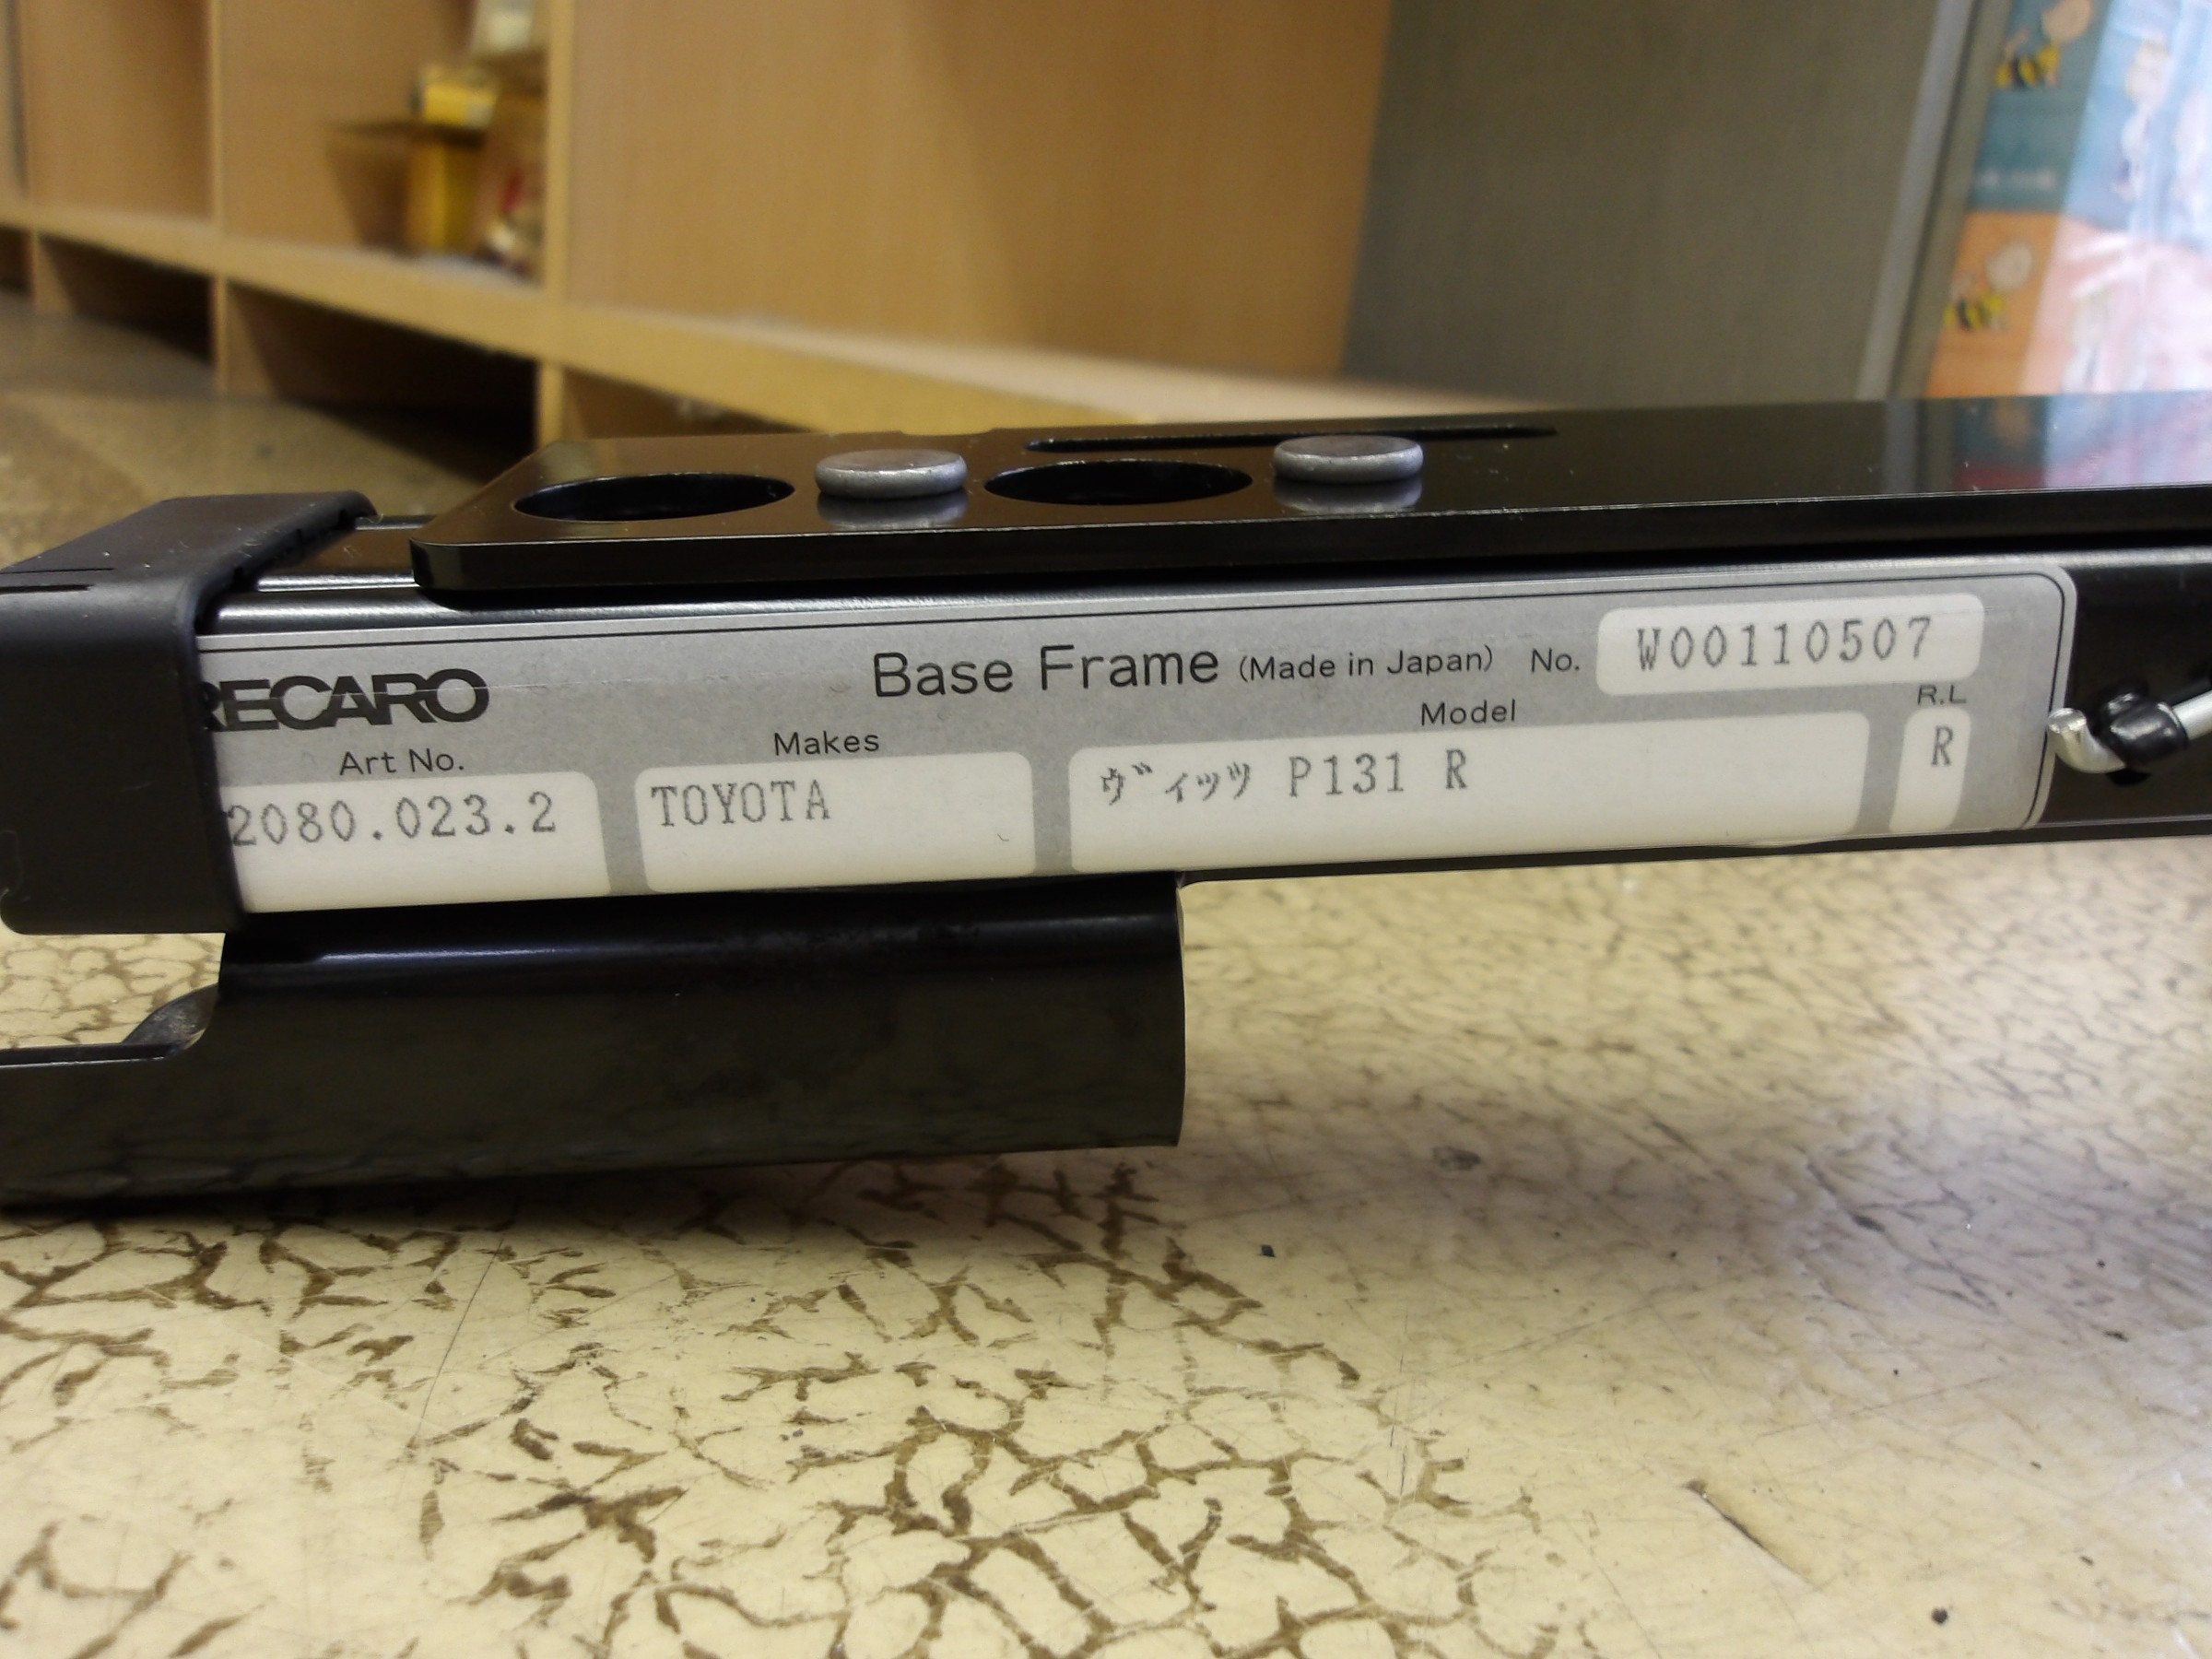 RECARO
Base Frame (Made in Japan) No. W00110507
Art No. Makes Model R.L
2080.023.2 TOYOTA ヴィッツ P131 R R